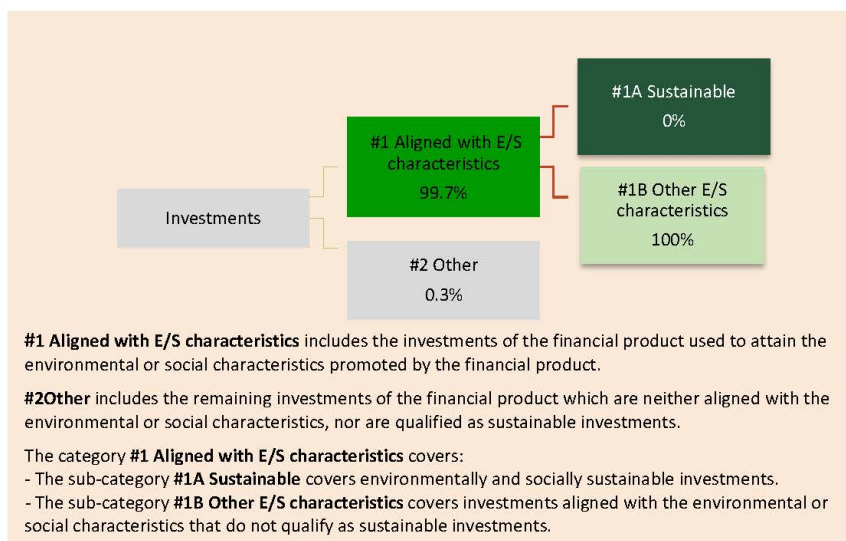 #1A Sustainable
0%
#1 Aligned with E/S
characteristics
99.7%
#1B Other E/S
characteristics
100%
Investments
#2 Other
0.3%
#1 Aligned with E/S characteristics includes the investments of the financial product used to attain the
environmental or social characteristics promoted by the financial product.
#2Other includes the remaining investments of the financial product which are neither aligned with the
environmental or social characteristics, nor are qualified as sustainable investments.
The category #1 Aligned with E/S characteristics covers:
- The sub-category #1A Sustainable covers environmentally and socially sustainable investments.
- The sub-category #1B Other E/S characteristics covers investments aligned with the environmental or
social characteristics that do not qualify as sustainable investments.